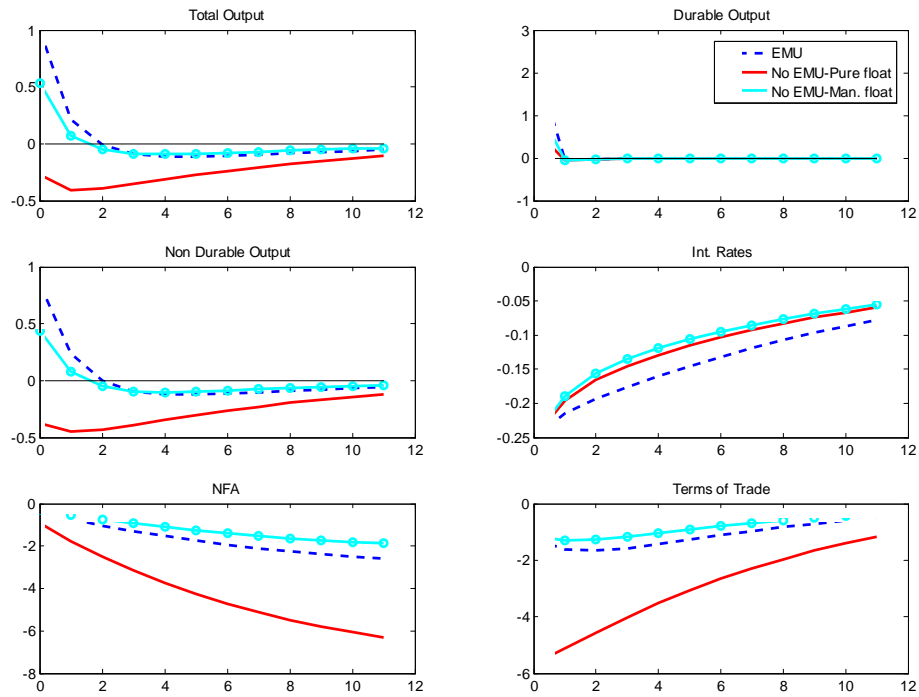 Total Output
1
0.5
0
-0.5
0 2 4 6 8 10 12
Durable Output
3
2
1
0
-1
0 2 4 6 8 10 12
EMU
No EMU-Pure float
No EMU-Man. float
Non Durable Output
1
0.5
0
-0.5
0 2 4 6 8 10 12
Int. Rates
0
-0.05
-0.1
-0.15
-0.2
-0.25
0 2 4 6 8 10 12
NFA
0
-2
-4
-6
-8
0 2 4 6 8 10 12
Terms of Trade
0
-2
-4
-6
0 2 4 6 8 10 12